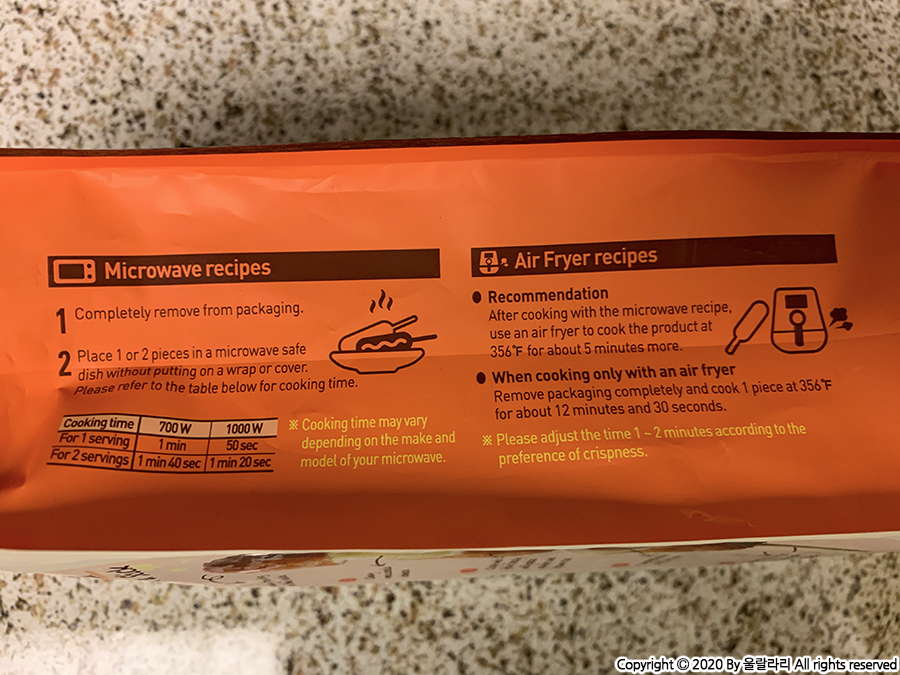 Microwave recipes
1 Completely remove from packaging.
2 Place 1 or 2 pieces in a microwave safe
dish without putting on a wrap or cover.
Please refer to the table below for cooking time.
Cooking time 700 W 1000 W
For 1 serving 1 min 50 sec
For 2 servings 1 min 40 sec 1 min 20 sec
※ Cooking time may vary
depending on the make and
model of your microwave.
Air Fryer recipes
● Recommendation
After cooking with the microwave recipe,
use an air fryer to cook the product at
356℉ for about 5 minutes more.
● When cooking only with an air fryer
Remove packaging completely and cook 1 piece at 356℉
for about 12 minutes and 30 seconds.
※ Please adjust the time 1 ~ 2 minutes according to the
preference of crispness.
Copyright © 2020 By 올랄라리 All rights reserved